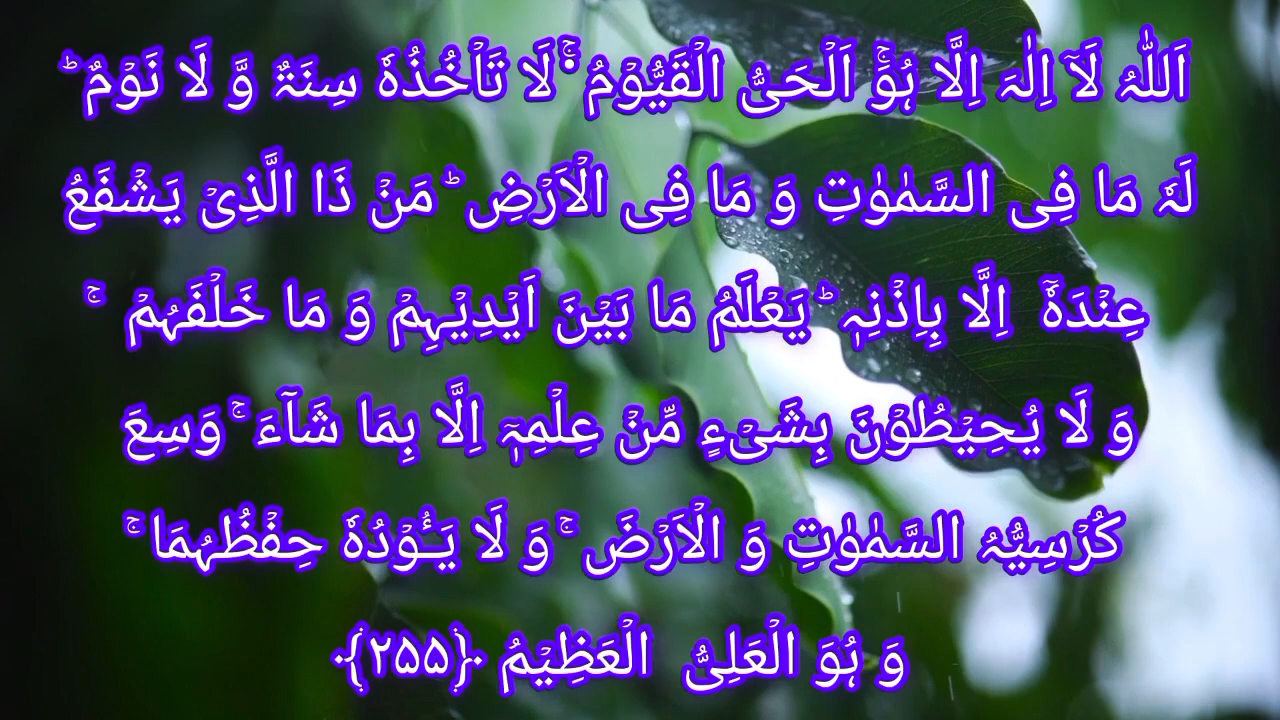 اَللّٰہُ لَاۤ اِلٰہَ اِلَّا ہُوَۚ اَلۡحَیُّ الۡقَیُّوۡمُ ۬ۚ لَا تَاۡخُذُہٗ سِنَۃٌ وَّ لَا نَوۡمٌ ؕ
لَہٗ مَا فِی السَّمٰوٰتِ وَ مَا فِی الۡاَرۡضِ ؕ مَنۡ ذَا الَّذِیۡ یَشۡفَعُ
عِنۡدَہٗۤ اِلَّا بِاِذۡنِہٖ ؕ یَعۡلَمُ مَا بَیۡنَ اَیۡدِیۡہِمۡ وَ مَا خَلۡفَہُمۡ ۚ
وَ لَا یُحِیۡطُوۡنَ بِشَیۡءٍ مِّنۡ عِلۡمِہٖۤ اِلَّا بِمَا شَآءَ ۚ وَسِعَ
کُرۡسِیُّہُ السَّمٰوٰتِ وَ الۡاَرۡضَ ۚ وَ لَا یَـُٔوۡدُہٗ حِفۡظُہُمَا ۚ
وَ ہُوَ الۡعَلِیُّ الۡعَظِیۡمُ ﴿۲۵۵﴾